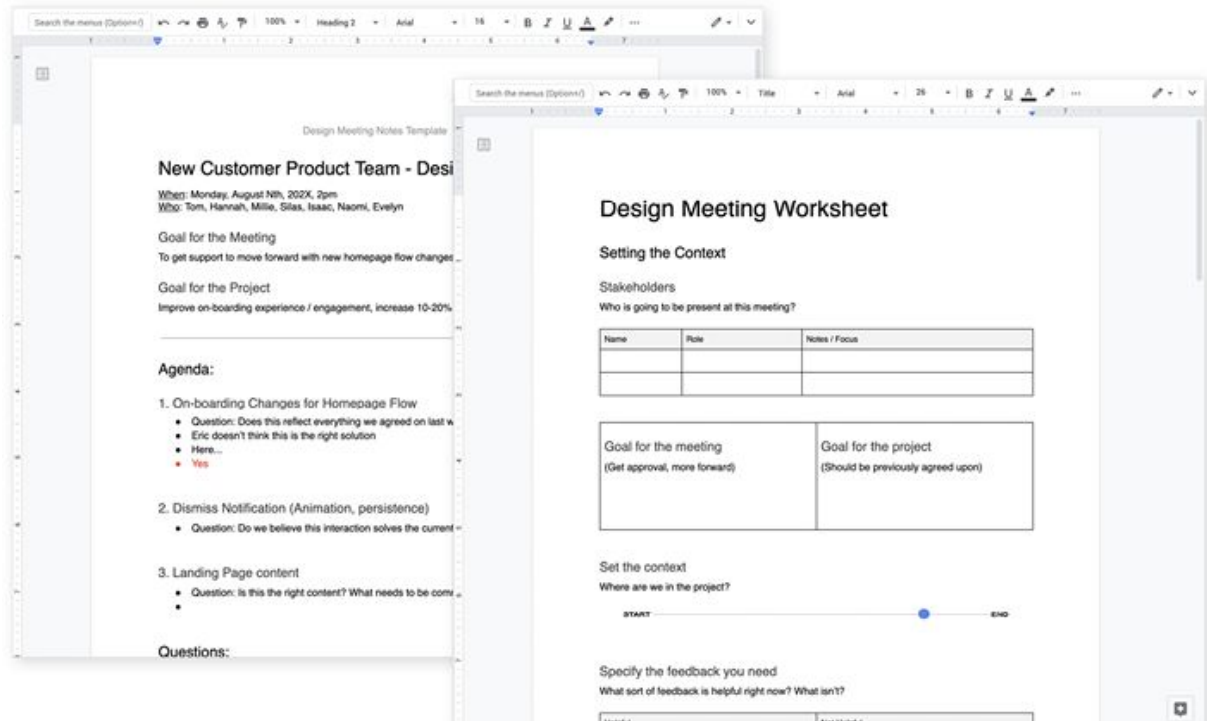 Search the menus (Option+/)
100%
Heading 2
Arial
16
B I U A
Design Meeting Notes Template
New Customer Product Team - Desi
When: Monday, August Nth, 202X, 2pm
Who: Tom, Hannah, Millie, Silas, Isaac, Naomi, Evelyn
Goal for the Meeting
To get support to move forward with new homepage flow changes
Goal for the Project
Improve on-boarding experience / engagement, increase 10-20%
Agenda:
1. On-boarding Changes for Homepage Flow
• Question: Does this reflect everything we agreed on last w
• Eric doesn't think this is the right solution
• Here...
• Yes
2. Dismiss Notification (Animation, persistence)
• Question: Do we believe this interaction solves the current
3. Landing Page content
• Question: Is this the right content? What needs to be com
•
Questions:
Search the menus (Option+/)
100%
Title
Arial
26
B I U A
Design Meeting Worksheet
Setting the Context
Stakeholders
Who is going to be present at this meeting?
Name Role Notes / Focus
Goal for the meeting
(Get approval, more forward)
Goal for the project
(Should be previously agreed upon)
Set the context
Where are we in the project?
START END
Specify the feedback you need
What sort of feedback is helpful right now? What isn't?